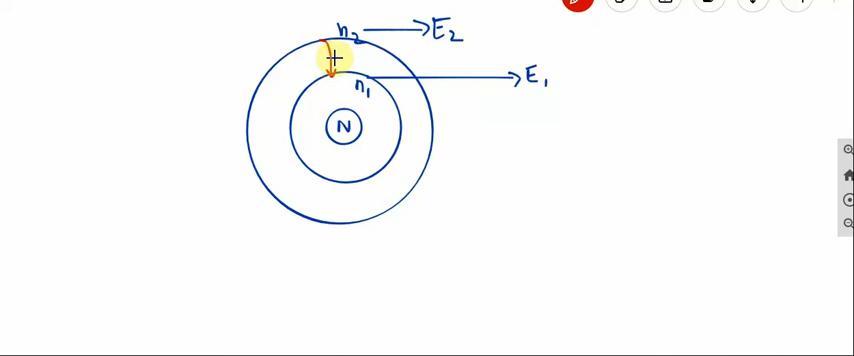 n₂ → E₂
n₁ → E₁
N